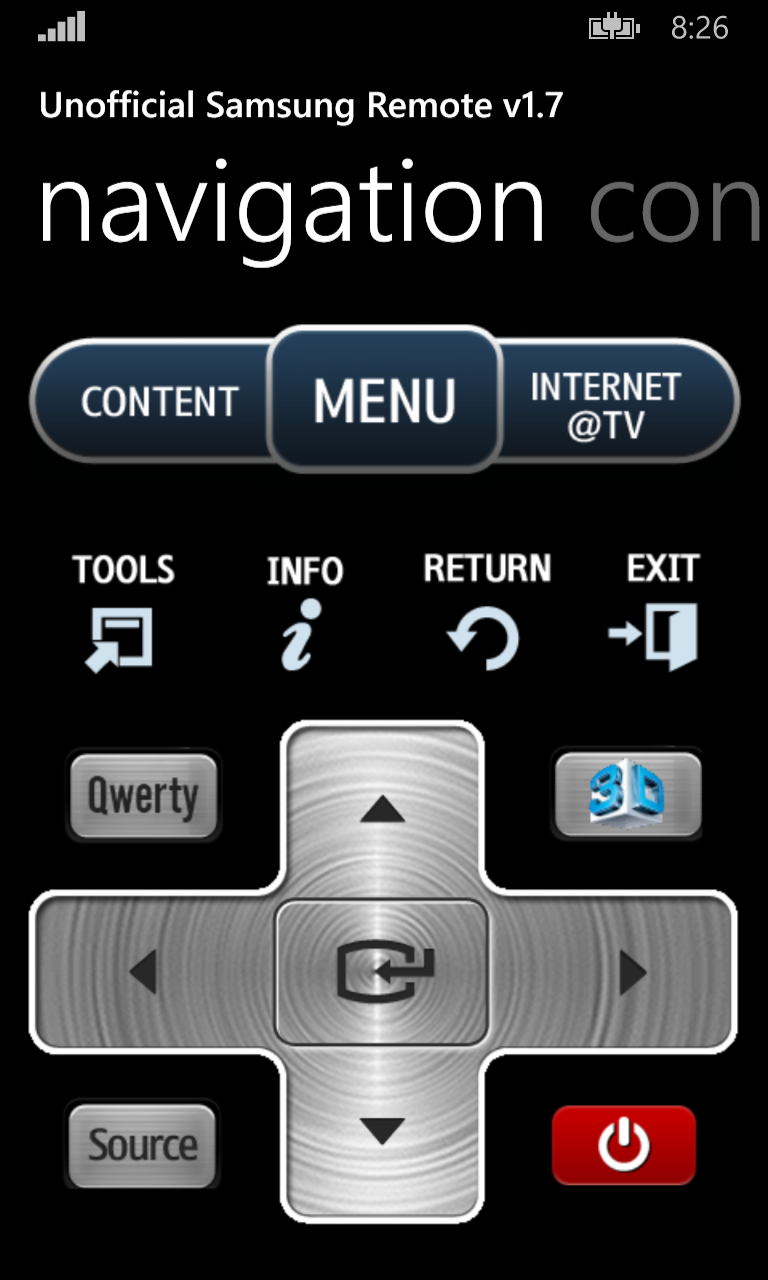 8:26
Unofficial Samsung Remote v1.7
navigation con
CONTENT
MENU
INTERNET
@TV
TOOLS
INFO
RETURN
EXIT
Qwerty
3D
Source